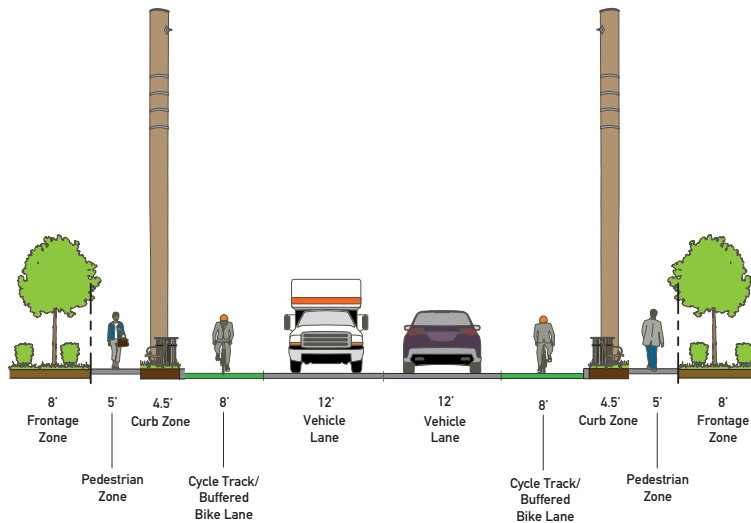 8’
Frontage
Zone
5’
Pedestrian
Zone
4.5’
Curb Zone
8’
Cycle Track/
Buffered
Bike Lane
12’
Vehicle
Lane
12’
Vehicle
Lane
8’
Cycle Track/
Buffered
Bike Lane
4.5’
Curb Zone
5’
Pedestrian
Zone
8’
Frontage
Zone